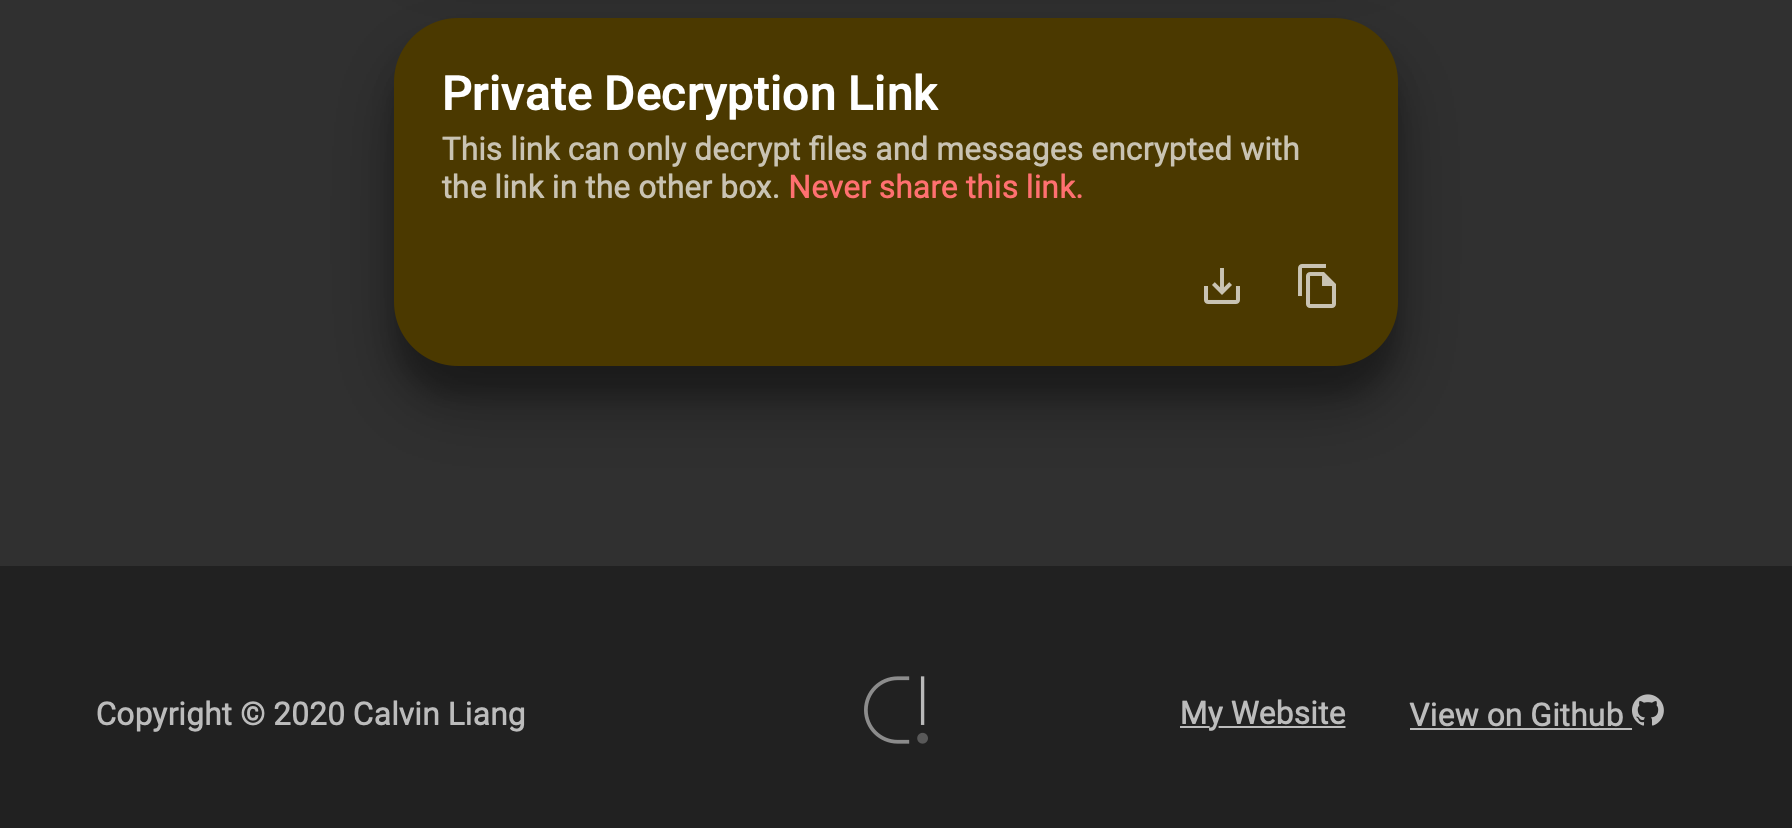 Private Decryption Link
This link can only decrypt files and messages encrypted with
the link in the other box. Never share this link.
Copyright © 2020 Calvin Liang
C!
My Website
View on Github